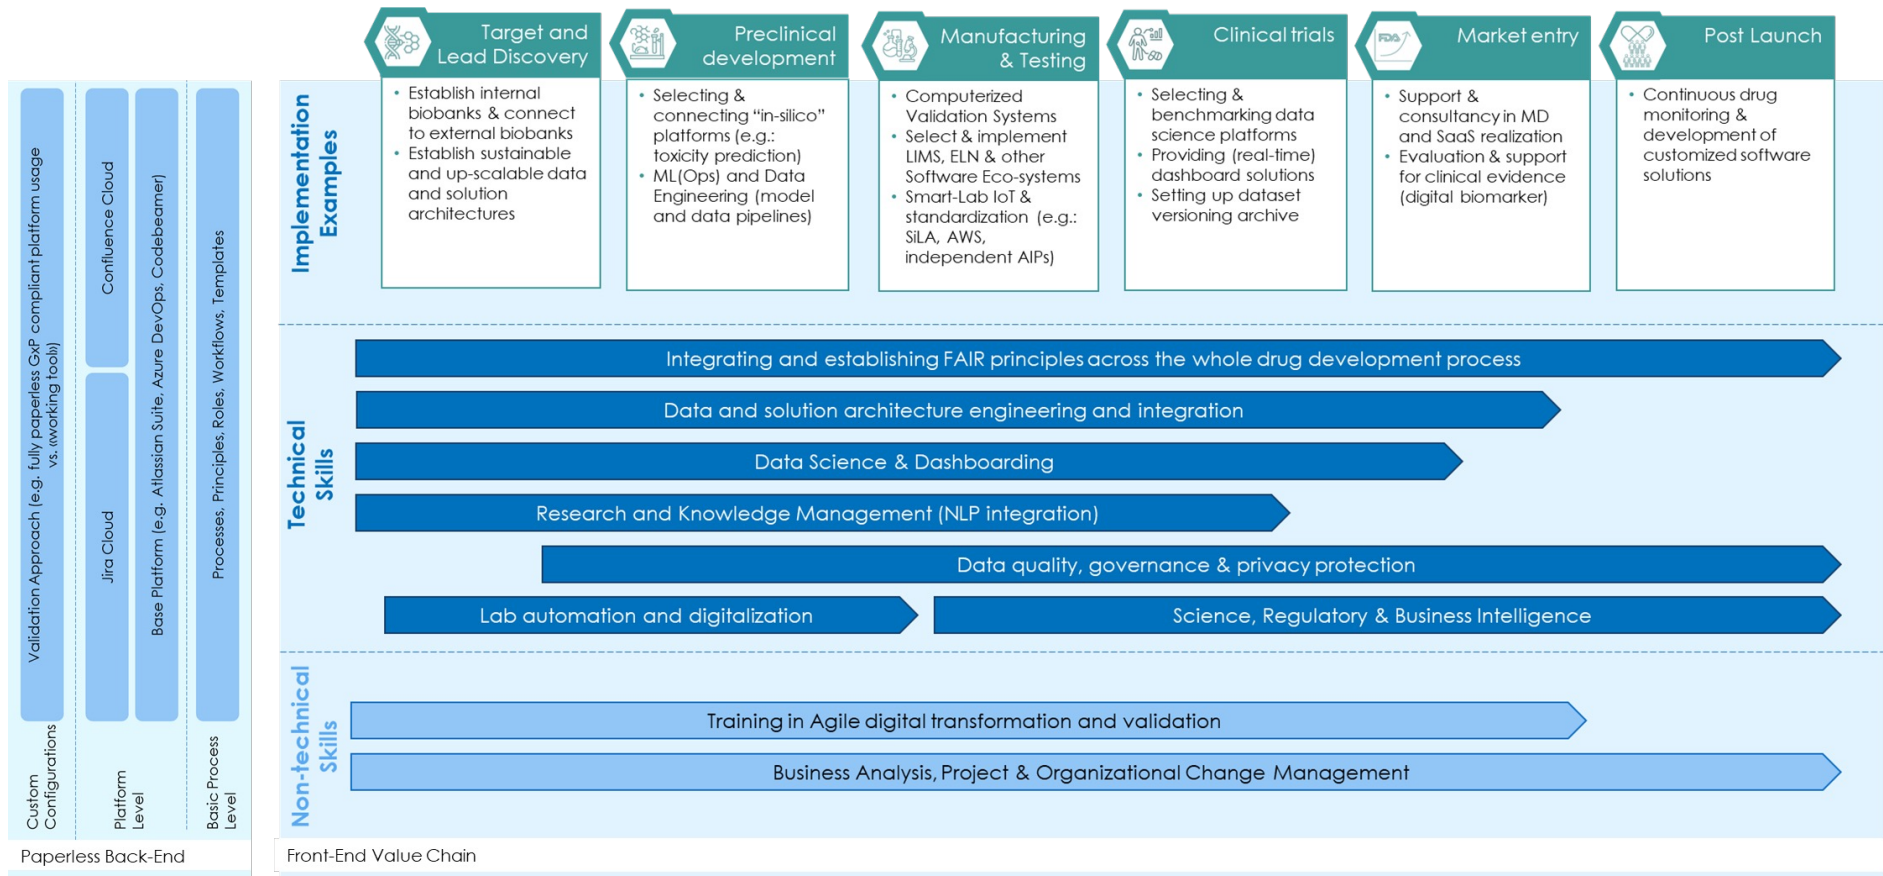 Validation Approach (e.g. fully paperless GxP compliant platform usage
vs. «working tool»)
Confluence Cloud
Jira Cloud
Base Platform (e.g. Atlassian Suite, Azure DevOps, Codebeamer)
Processes, Principles, Roles, Workflows, Templates
Custom
Configurations
Platform
Level
Basic Process
Level
Paperless Back-End
Target and
Lead Discovery
Preclinical
development
Manufacturing
& Testing
Clinical trials
FDA
Market entry
Post Launch
Implementation
Examples
• Establish internal
biobanks & connect
to external biobanks
• Establish sustainable
and up-scalable data
and solution
architectures
• Selecting &
connecting “in-silico”
platforms (e.g.:
toxicity prediction)
• ML(Ops) and Data
Engineering (model
and data pipelines)
• Computerized
Validation Systems
• Select & implement
LIMS, ELN & other
Software Eco-systems
• Smart-Lab IoT &
standardization (e.g.:
SiLA, AWS,
independent AIPs)
• Selecting &
benchmarking data
science platforms
• Providing (real-time)
dashboard solutions
• Setting up dataset
versioning archive
• Support &
consultancy in MD
and SaaS realization
• Evaluation & support
for clinical evidence
(digital biomarker)
• Continuous drug
monitoring &
development of
customized software
solutions
Technical
Skills
Integrating and establishing FAIR principles across the whole drug development process
Data and solution architecture engineering and integration
Data Science & Dashboarding
Research and Knowledge Management (NLP integration)
Data quality, governance & privacy protection
Lab automation and digitalization
Science, Regulatory & Business Intelligence
Non-technical
Skills
Training in Agile digital transformation and validation
Business Analysis, Project & Organizational Change Management
Front-End Value Chain